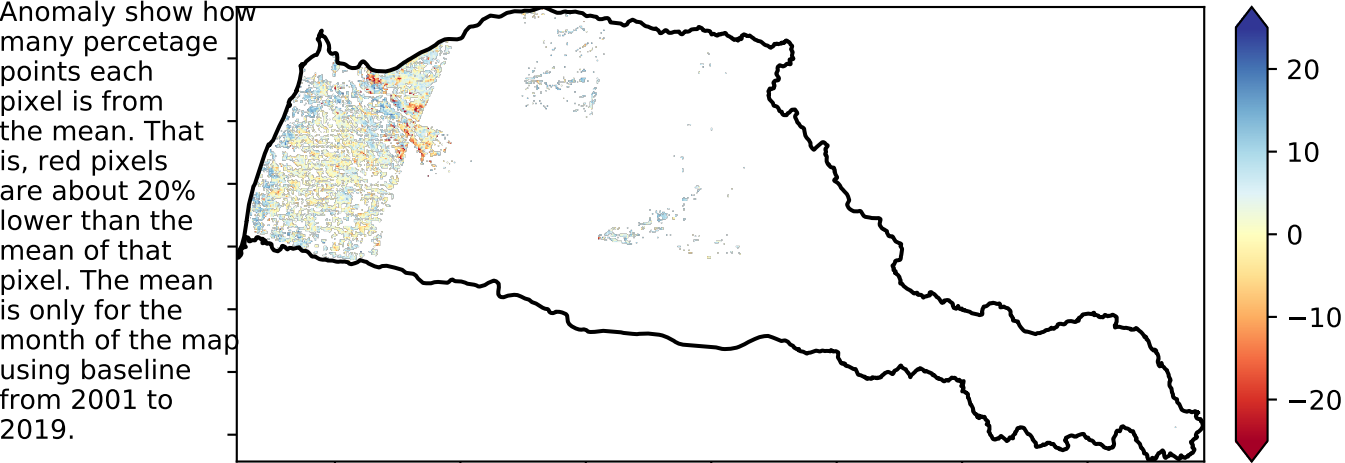 Anomaly show how
many percetage
points each
pixel is from
the mean. That
is, red pixels
are about 20%
lower than the
mean of that
pixel. The mean
is only for the
month of the map
using baseline
from 2001 to
2019.
20
10
0
−10
−20